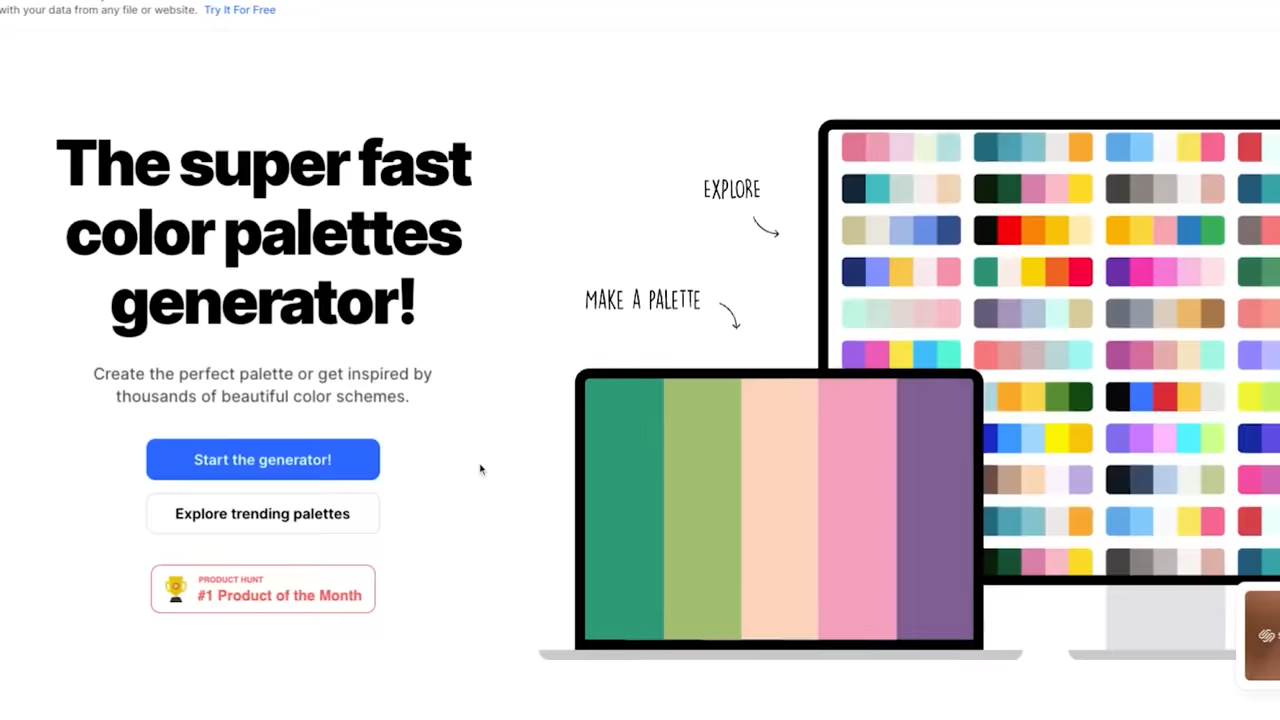 with your data from any file or website. Try It For Free
The super fast
color palettes
generator!
Create the perfect palette or get inspired by
thousands of beautiful color schemes.
Start the generator!
Explore trending palettes
PRODUCT HUNT
#1 Product of the Month
EXPLORE
MAKE A PALETTE